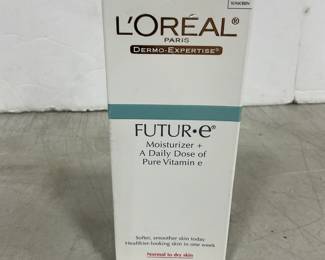 SUNSCREEN
L'ORÉAL®
PARIS
DERMO-EXPERTISE®
FUTUR•e®
Moisturizer +
A Daily Dose of
Pure Vitamin e
Softer, smoother skin today
Healthier-looking skin in one week
Normal to dry skin